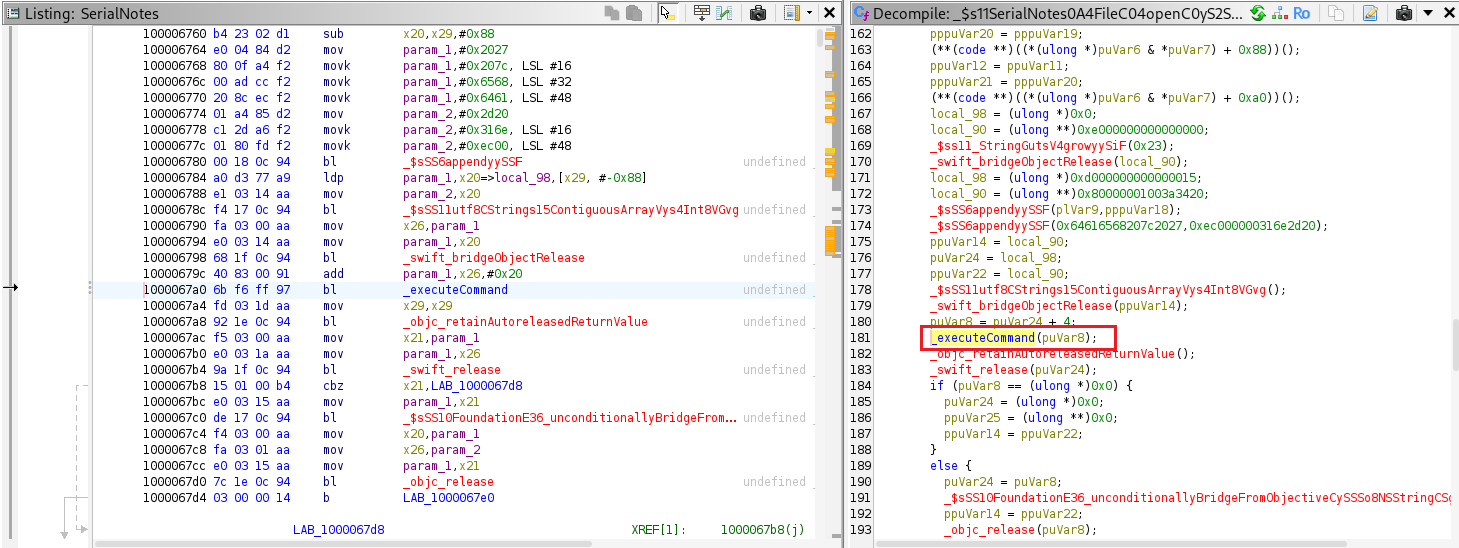 Listing: SerialNotes
100006760 b4 23 02 d1 sub x20,x29,#0x88
100006764 e0 04 84 d2 mov param_1,#0x2027
100006768 80 0f a4 f2 movk param_1,#0x207c, LSL #16
10000676c 00 ad cc f2 movk param_1,#0x6568, LSL #32
100006770 20 8c ec f2 movk param_1,#0x6461, LSL #48
100006774 01 a4 85 d2 mov param_2,#0x2d20
100006778 c1 2d a6 f2 movk param_2,#0x316e, LSL #16
10000677c 01 80 fd f2 movk param_2,#0xec00, LSL #48
100006780 00 18 0c 94 bl _$sSS6appendyySSF undefined _
100006784 a0 d3 77 a9 ldp param_1,x20=>local_98,[x29, #-0x88]
100006788 e1 03 14 aa mov param_2,x20
10000678c f4 17 0c 94 bl _$sSS11utf8CStrings15ContiguousArrayVys4Int8VGvg undefined _
100006790 fa 03 00 aa mov x26,param_1
100006794 e0 03 14 aa mov param_1,x20
100006798 68 1f 0c 94 bl _swift_bridgeObjectRelease undefined _
10000679c 40 83 00 91 add param_1,x26,#0x20
1000067a0 6b f6 ff 97 bl _executeCommand undefined _
1000067a4 fd 03 1d aa mov x29,x29
1000067a8 92 1e 0c 94 bl _objc_retainAutoreleasedReturnValue undefined _
1000067ac f5 03 00 aa mov x21,param_1
1000067b0 e0 03 1a aa mov param_1,x26
1000067b4 9a 1f 0c 94 bl _swift_release undefined _
1000067b8 15 01 00 b4 cbz x21,LAB_1000067d8
1000067bc e0 03 15 aa mov param_1,x21
1000067c0 de 17 0c 94 bl _$sSS10FoundationE36_unconditionallyBridgeFrom... undefined _
1000067c4 f4 03 00 aa mov x20,param_1
1000067c8 fa 03 01 aa mov x26,param_2
1000067cc e0 03 15 aa mov param_1,x21
1000067d0 7c 1e 0c 94 bl _objc_release undefined _
1000067d4 03 00 00 14 b LAB_1000067e0
LAB_1000067d8 XREF[1]: 1000067b8(j)
Decompile: _$s11SerialNotes0A4FileC04openC0yS2S... Ro
162 pppuVar20 = pppuVar19;
163 (**(code **)((*(ulong *)puVar6 & *puVar7) + 0x88))();
164 ppuVar12 = ppuVar11;
165 pppuVar21 = pppuVar20;
166 (**(code **)((*(ulong *)puVar6 & *puVar7) + 0xa0))();
167 local_98 = (ulong *)0x0;
168 local_90 = (ulong **)0xe000000000000000;
169 _$ss11_StringGutsV4growyySiF(0x23);
170 _swift_bridgeObjectRelease(local_90);
171 local_98 = (ulong *)0xd000000000000015;
172 local_90 = (ulong **)0x80000001003a3420;
173 _$sSS6appendyySSF(plVar9,pppuVar18);
174 _$sSS6appendyySSF(0x64616568207c2027,0xec000000316e2d20);
175 ppuVar14 = local_90;
176 puVar24 = local_98;
177 ppuVar22 = local_90;
178 _$sSS11utf8CStrings15ContiguousArrayVys4Int8VGvg();
179 _swift_bridgeObjectRelease(ppuVar14);
180 puVar8 = puVar24 + 4;
181 _executeCommand(puVar8);
182 _objc_retainAutoreleasedReturnValue();
183 _swift_release(puVar24);
184 if (puVar8 == (ulong *)0x0) {
185 puVar24 = (ulong *)0x0;
186 ppuVar25 = (ulong **)0x0;
187 ppuVar14 = ppuVar22;
188 }
189 else {
190 puVar24 = puVar8;
191 _$sSS10FoundationE36_unconditionallyBridgeFromObjectiveCySSSo8NSStringCSg
192 ppuVar14 = ppuVar22;
193 _objc_release(puVar8);